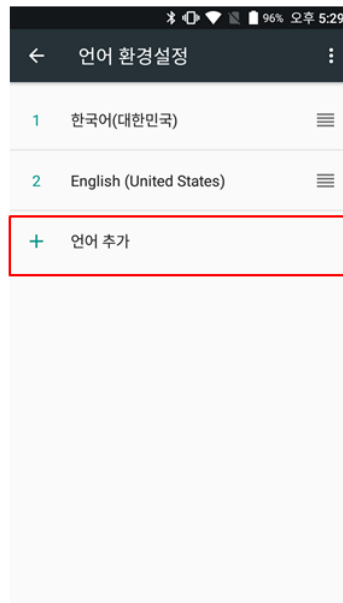 96% 오후 5:29
언어 환경설정
1 한국어(대한민국)
2 English (United States)
+ 언어 추가